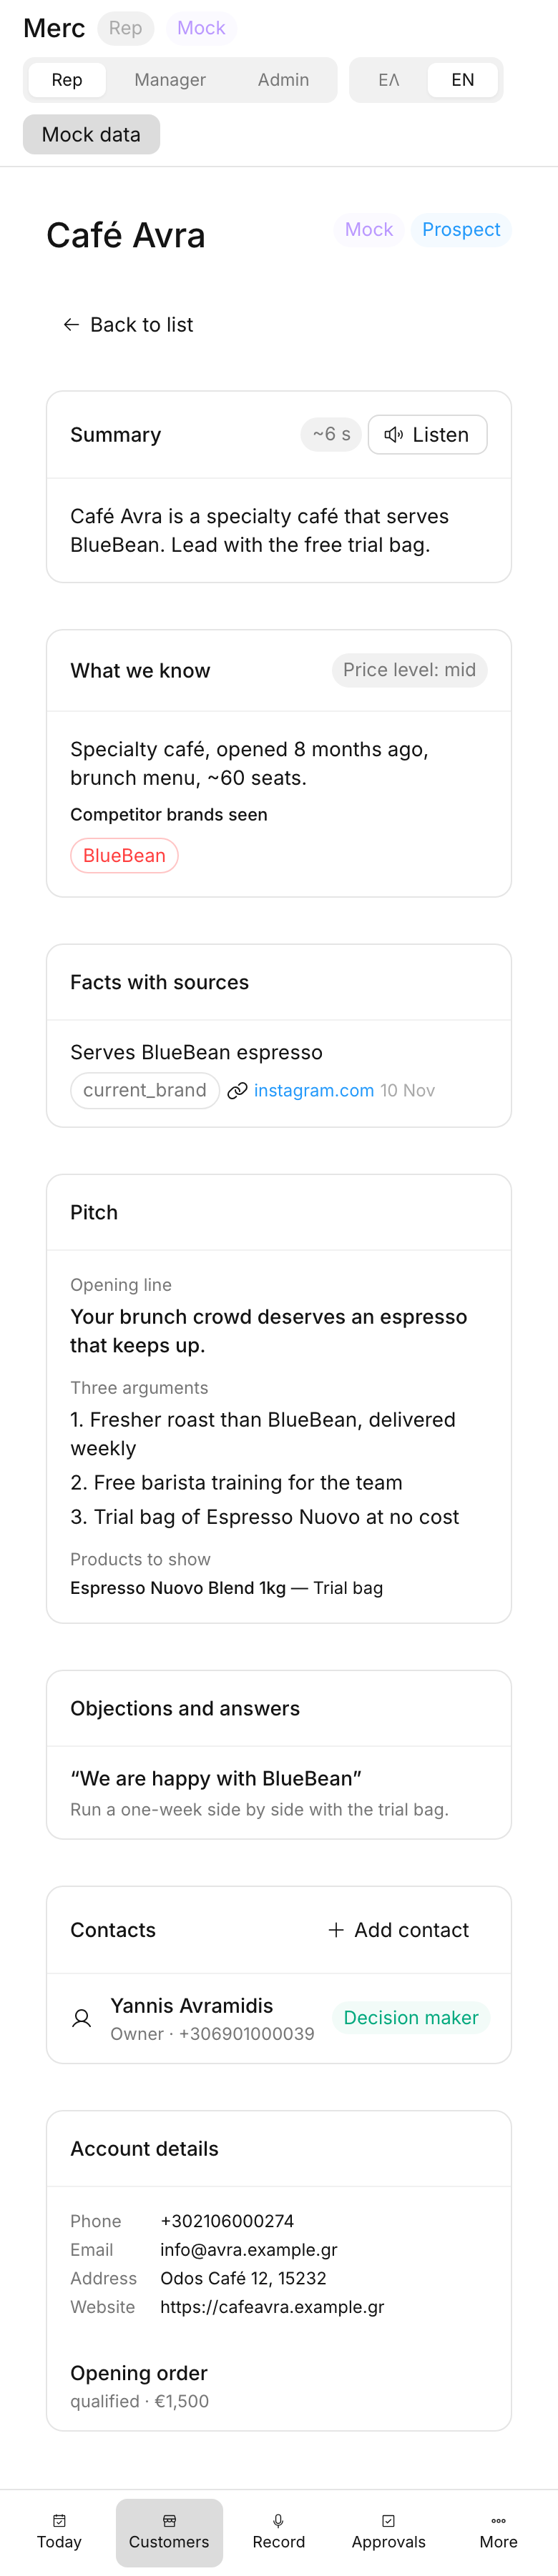 Merc Rep Mock
Rep Manager Admin ΕΛ EN
Mock data
Café Avra Mock Prospect
← Back to list
Summary ~6 s Listen
Café Avra is a specialty café that serves
BlueBean. Lead with the free trial bag.
What we know Price level: mid
Specialty café, opened 8 months ago,
brunch menu, ~60 seats.
Competitor brands seen
BlueBean
Facts with sources
Serves BlueBean espresso
current_brand instagram.com 10 Nov
Pitch
Opening line
Your brunch crowd deserves an espresso
that keeps up.
Three arguments
1. Fresher roast than BlueBean, delivered
weekly
2. Free barista training for the team
3. Trial bag of Espresso Nuovo at no cost
Products to show
Espresso Nuovo Blend 1kg — Trial bag
Objections and answers
“We are happy with BlueBean”
Run a one-week side by side with the trial bag.
Contacts + Add contact
Yannis Avramidis Decision maker
Owner · +306901000039
Account details
Phone +302106000274
Email info@avra.example.gr
Address Odos Café 12, 15232
Website https://cafeavra.example.gr
Opening order
qualified · €1,500
Today Customers Record Approvals More